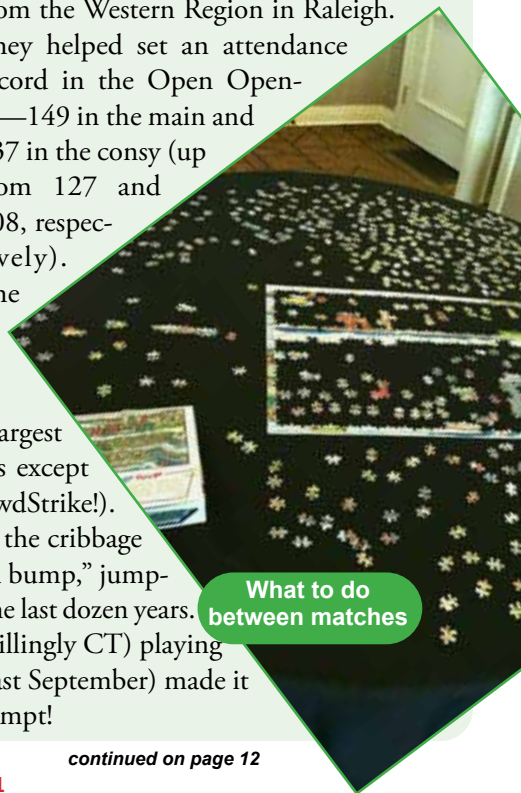 om the Western Region in Raleigh.
hey helped set an attendance
cord in the Open Open-
—149 in the main and
37 in the consy (up
om 127 and
08, respec-
vely).
ne
argest
s except
wdStrike!).
the cribbage
bump,” jump-
he last dozen years.
illingly CT) playing
ast September) made it
mpt!
What to do
between matches
continued on page 12
1